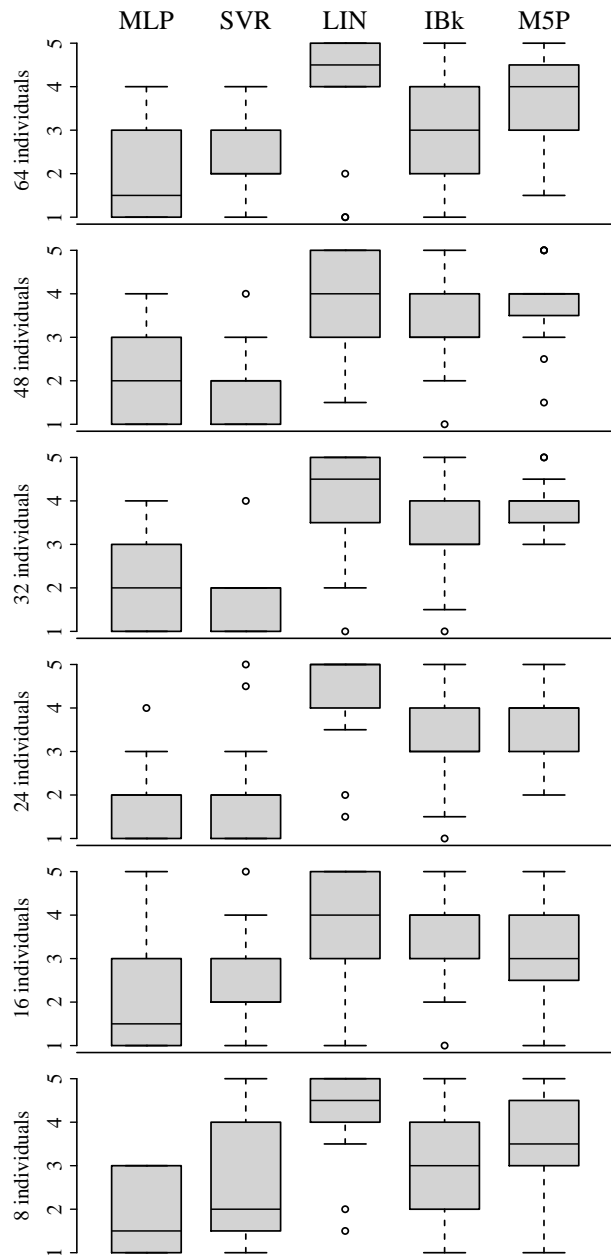 MLP SVR LIN IBk M5P
64 individuals
1 2 3 4 5
48 individuals
1 2 3 4 5
32 individuals
1 2 3 4 5
24 individuals
1 2 3 4 5
16 individuals
1 2 3 4 5
8 individuals
1 2 3 4 5